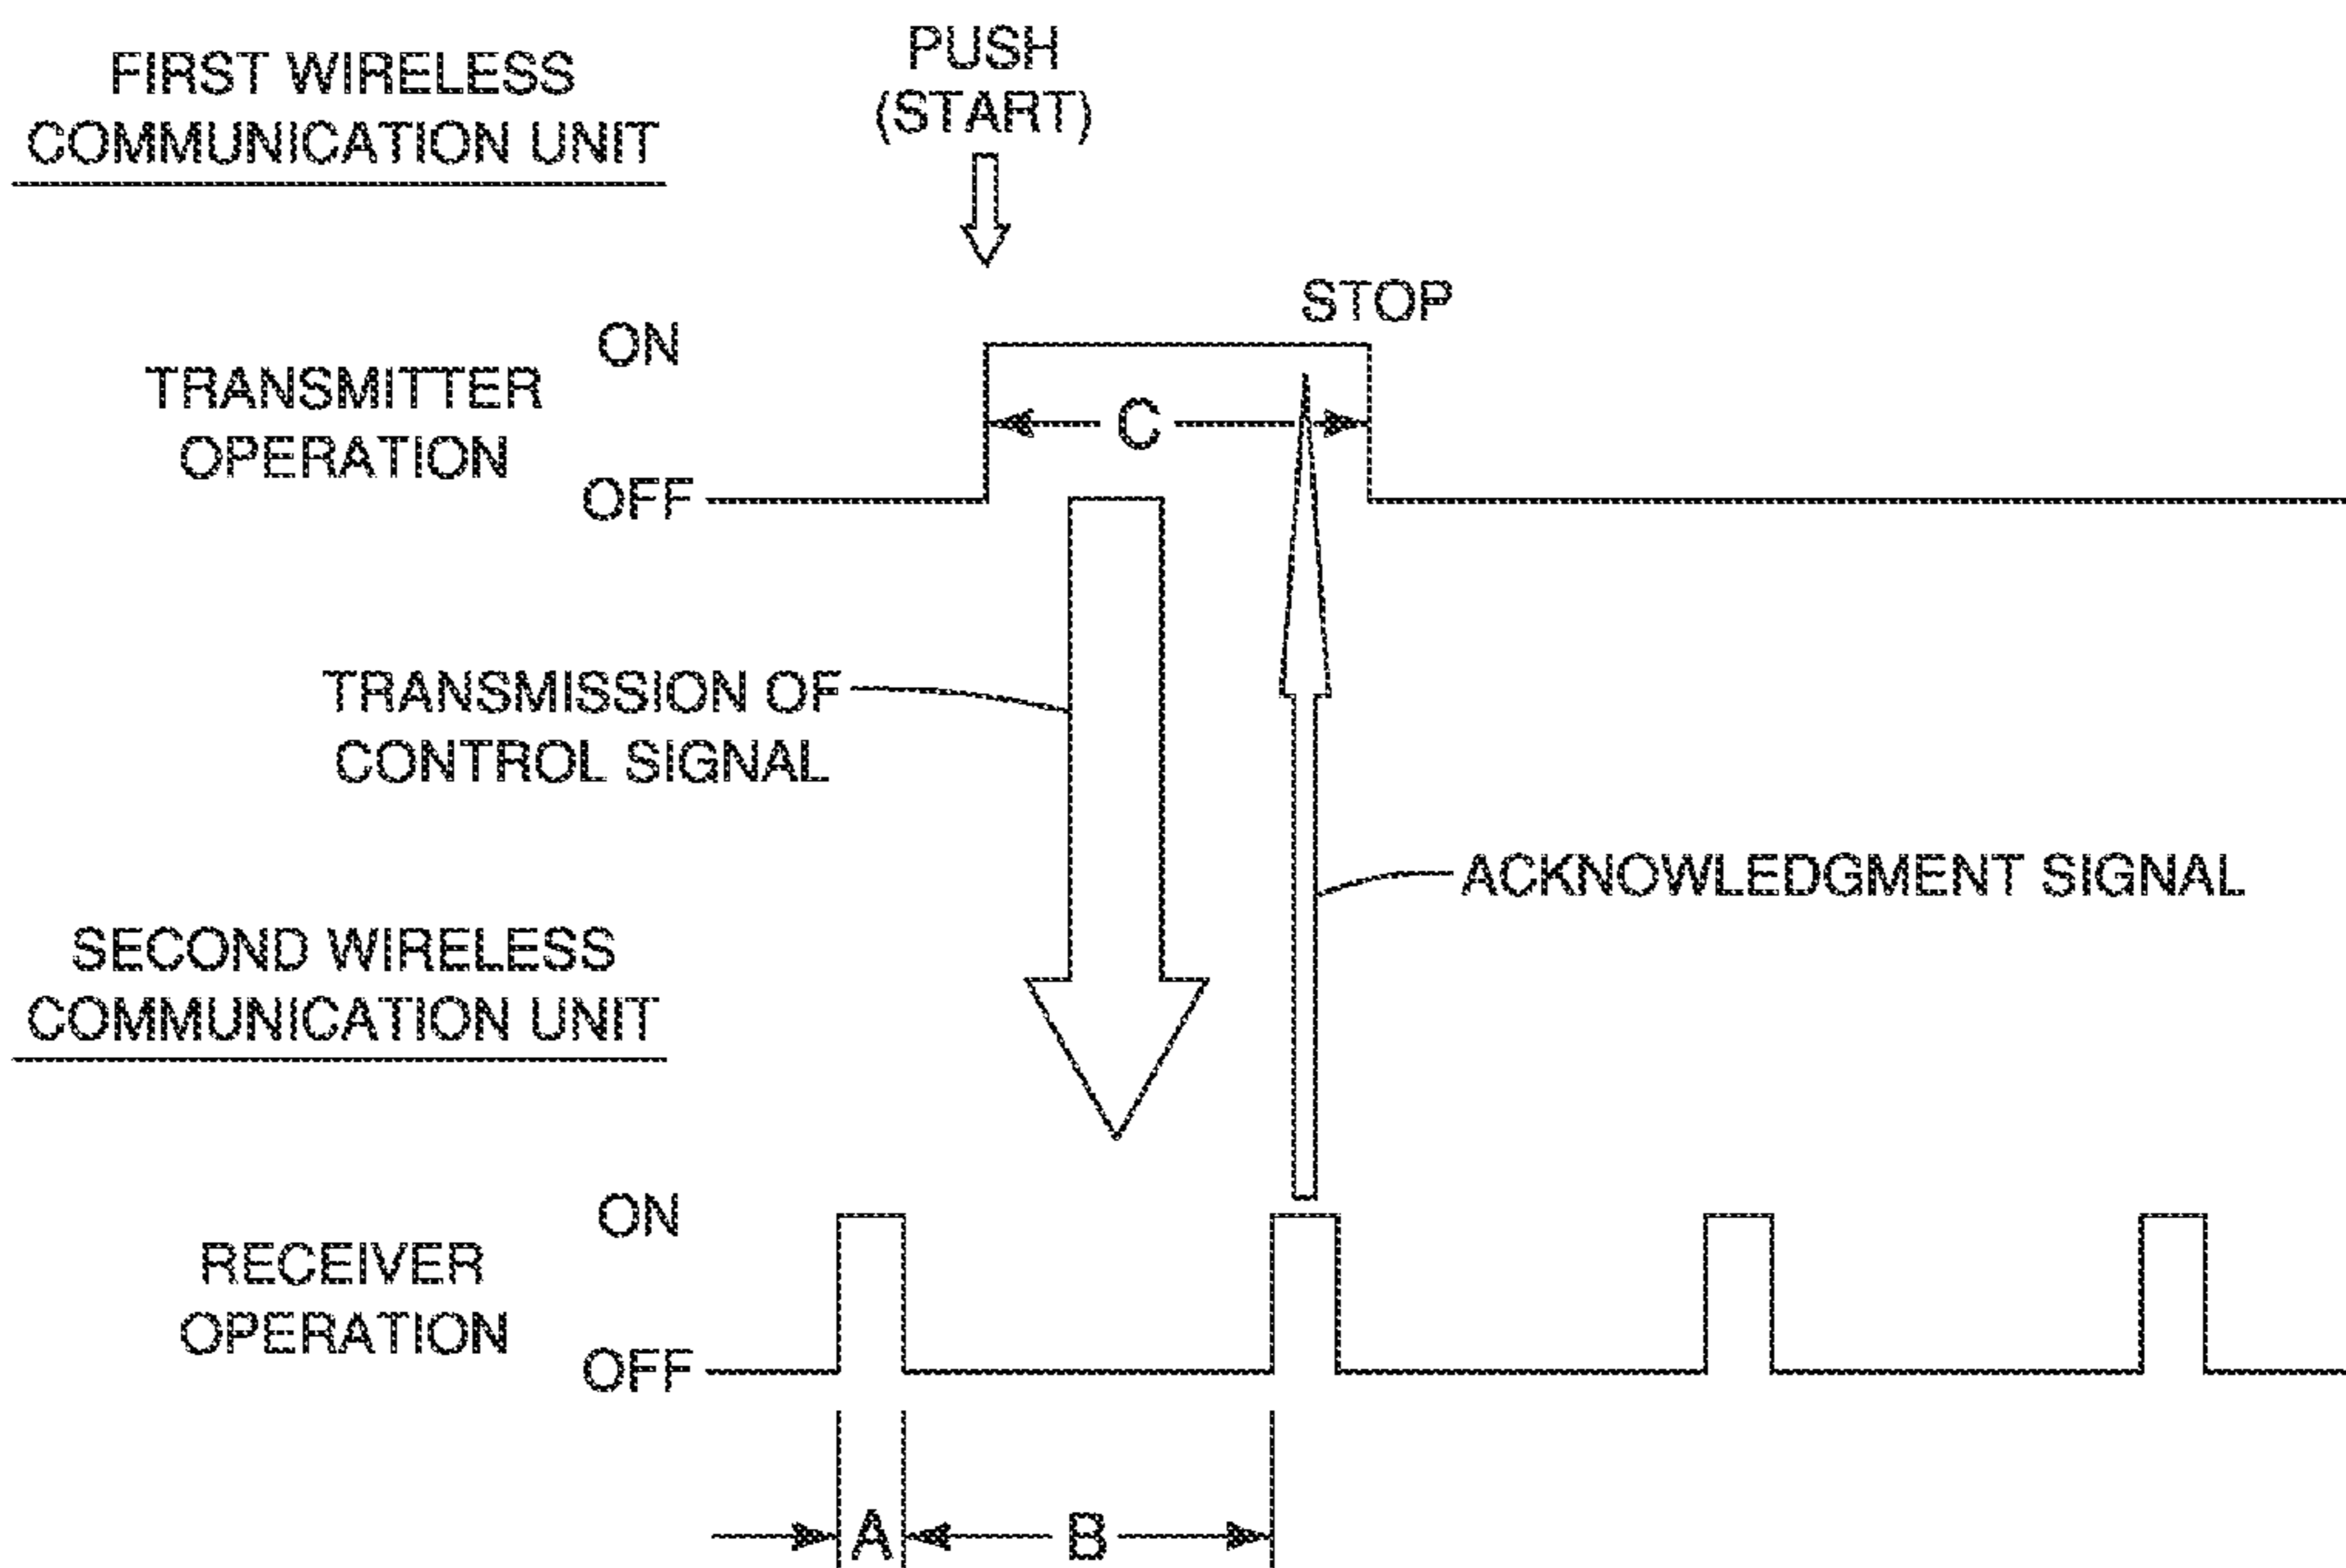 FIRST WIRELESS
COMMUNICATION UNIT
PUSH
(START)
STOP
ON
TRANSMITTER
OPERATION
C
OFF
TRANSMISSION OF
CONTROL SIGNAL
ACKNOWLEDGMENT SIGNAL
SECOND WIRELESS
COMMUNICATION UNIT
ON
RECEIVER
OPERATION
OFF
A
B